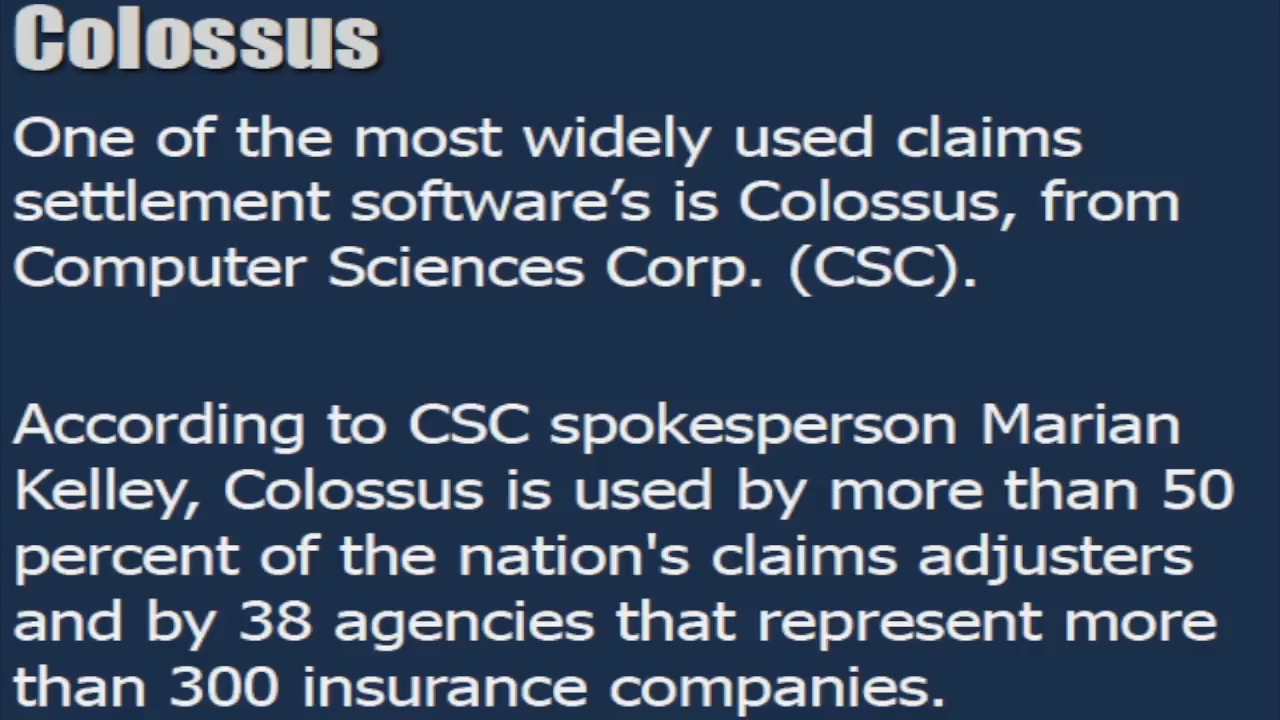 Colossus
One of the most widely used claims
settlement software’s is Colossus, from
Computer Sciences Corp. (CSC).
According to CSC spokesperson Marian
Kelley, Colossus is used by more than 50
percent of the nation's claims adjusters
and by 38 agencies that represent more
than 300 insurance companies.